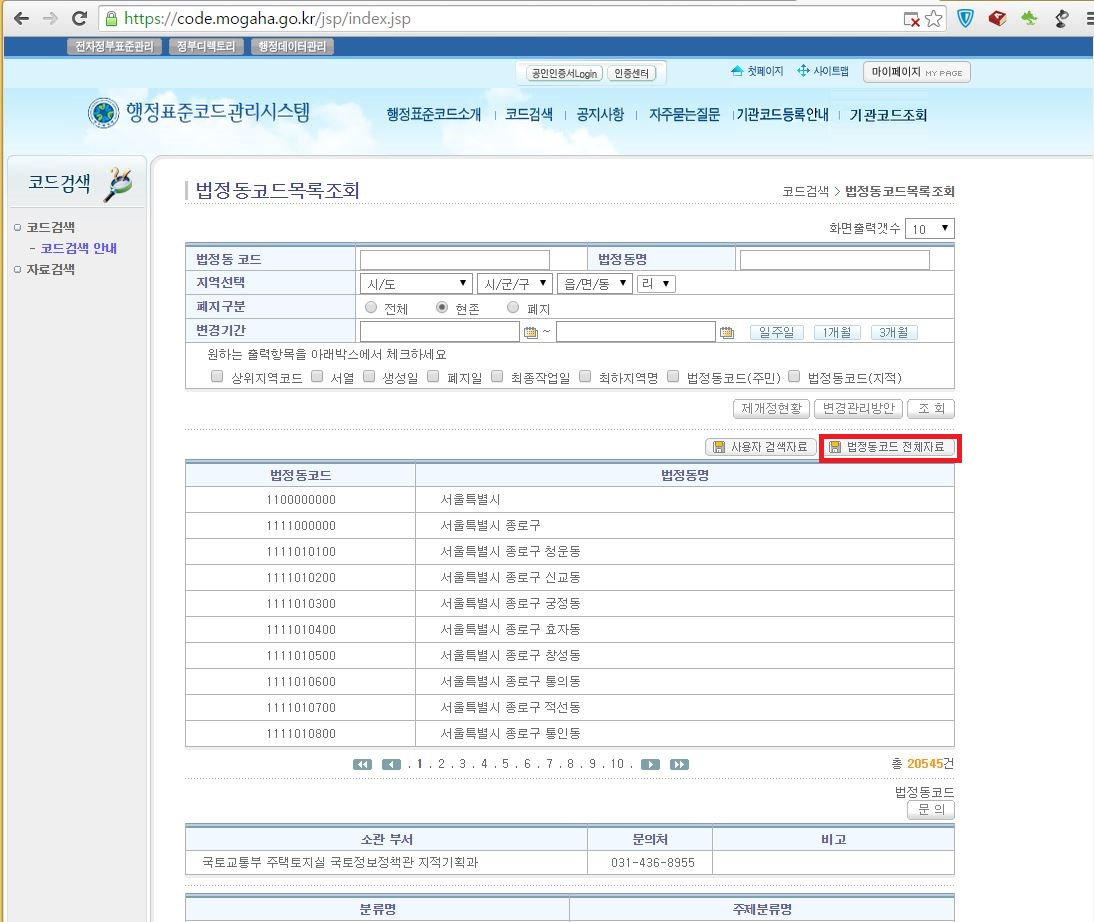 https://code.mogaha.go.kr/jsp/index.jsp
전자정부표준관리 정부디렉토리 행정데이터관리
공인인증서Login 인증센터 첫페이지 사이트맵 마이페이지 MY PAGE
행정표준코드관리시스템 행정표준코드소개 코드검색 공지사항 자주묻는질문 기관코드등록안내 기관코드조회
코드검색
코드검색
- 코드검색 안내
자료검색
법정동코드목록조회 코드검색 > 법정동코드목록조회
화면출력갯수 10
법정동 코드 법정동명
지역선택 시/도 시/군/구 읍/면/동 리
폐지구분 전체 현존 폐지
변경기간 ~ 일주일 1개월 3개월
원하는 출력항목을 아래박스에서 체크하세요
상위지역코드 서열 생성일 폐지일 최종작업일 최하지역명 법정동코드(주민) 법정동코드(지적)
제개정현황 변경관리방안 조 회
사용자 검색자료 법정동코드 전체자료
법정동코드 법정동명
1100000000 서울특별시
1111000000 서울특별시 종로구
1111010100 서울특별시 종로구 청운동
1111010200 서울특별시 종로구 신교동
1111010300 서울특별시 종로구 궁정동
1111010400 서울특별시 종로구 효자동
1111010500 서울특별시 종로구 창성동
1111010600 서울특별시 종로구 통의동
1111010700 서울특별시 종로구 적선동
1111010800 서울특별시 종로구 통인동
. 1 . 2 . 3 . 4 . 5 . 6 . 7 . 8 . 9 . 10 . 총 20545건
법정동코드
문 의
소관 부서 문의처 비고
국토교통부 주택토지실 국토정보정책관 지적기획과 031-436-8955
분류명 주제분류명